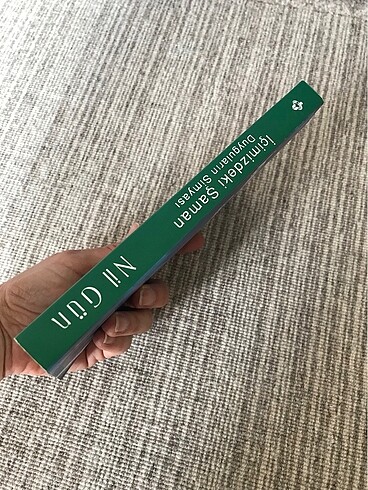 İçimizdeki Şaman
Duyguların Simyası
Nil Gün